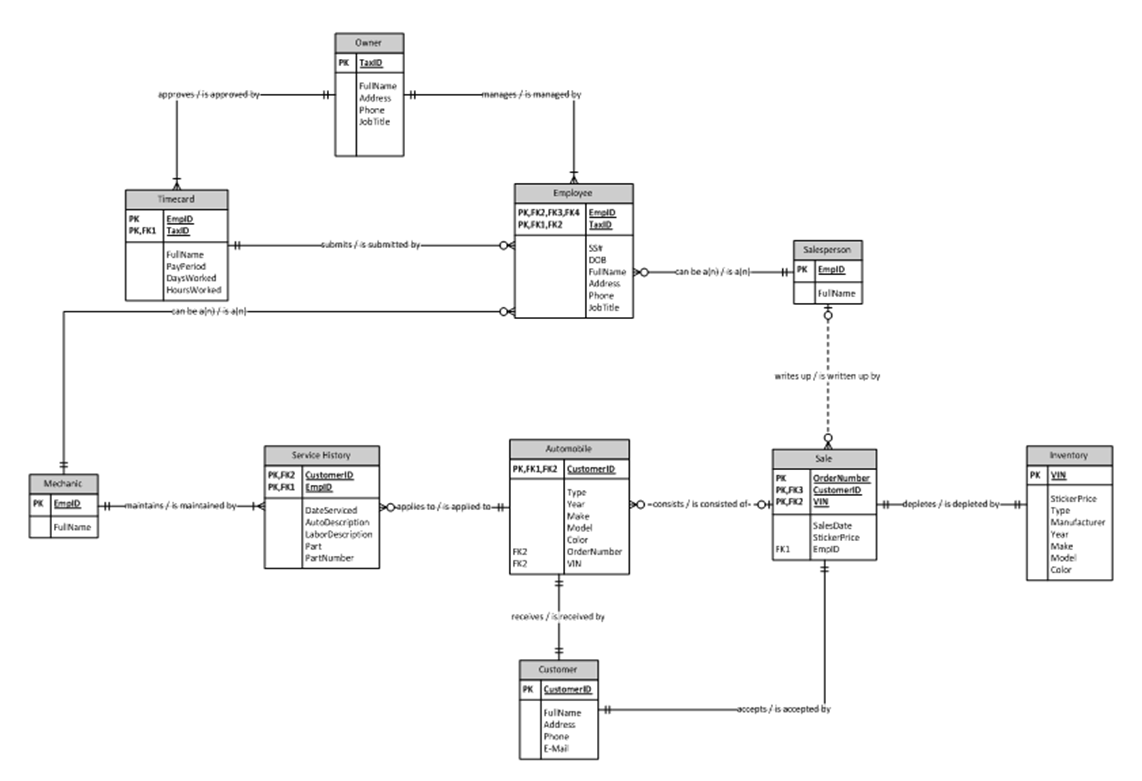 Owner
PK TaxID
FullName
Address
Phone
JobTitle
approves / is approved by
manages / is managed by
Timecard
PK EmpID
PK,FK1 TaxID
FullName
PayPeriod
DaysWorked
HoursWorked
submits / is submitted by
Employee
PK,FK2,FK3,FK4 EmpID
PK,FK1,FK2 TaxID
SS#
DOB
FullName
Address
Phone
JobTitle
can be a(n) / is a(n)
Salesperson
PK EmpID
FullName
can be a(n) / is a(n)
writes up / is written up by
Mechanic
PK EmpID
FullName
maintains / is maintained by
Service History
PK,FK2 CustomerID
PK,FK1 EmpID
DateServiced
AutoDescription
LaborDescription
Part
PartNumber
applies to / is applied to
Automobile
PK,FK1,FK2 CustomerID
Type
Year
Make
Model
Color
FK2 OrderNumber
FK2 VIN
consists / is consisted of
Sale
PK OrderNumber
PK,FK3 CustomerID
PK,FK2 VIN
SalesDate
StickerPrice
FK1 EmpID
depletes / is depleted by
Inventory
PK VIN
StickerPrice
Type
Manufacturer
Year
Make
Model
Color
receives / is received by
Customer
PK CustomerID
FullName
Address
Phone
E-Mail
accepts / is accepted by